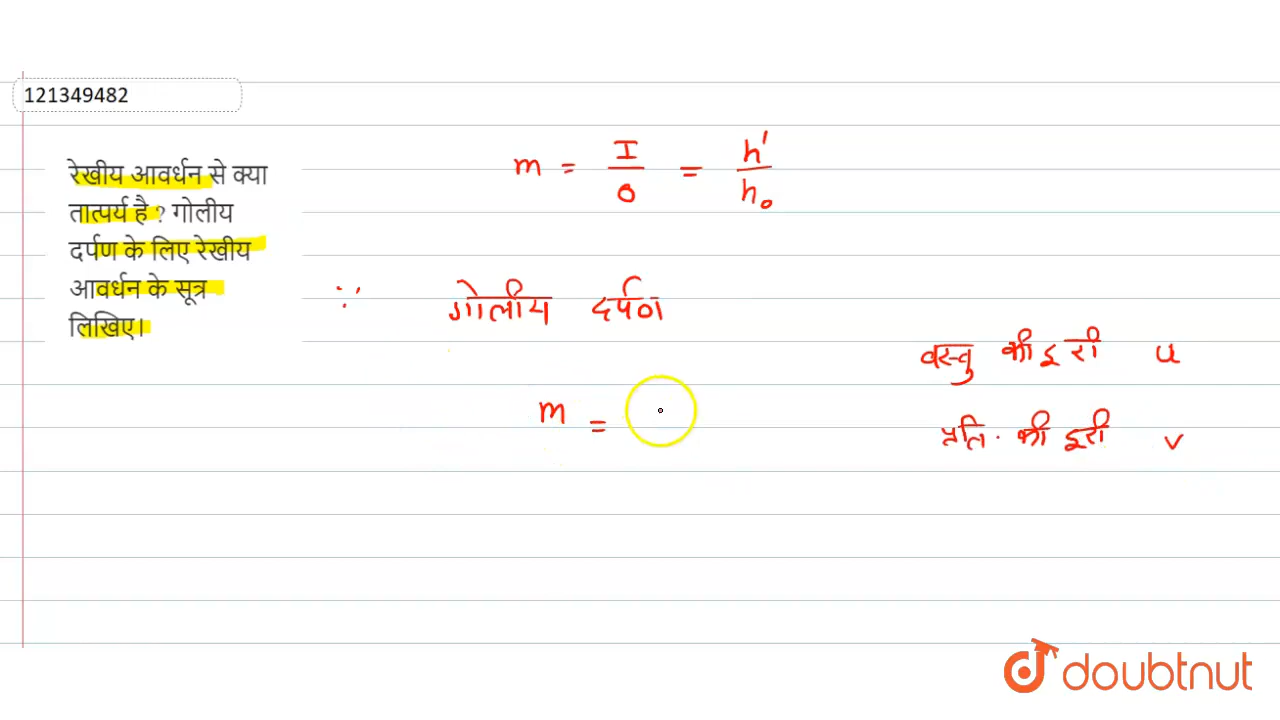 121349482
रेखीय आवर्धन से क्या
तात्पर्य है ? गोलीय
दर्पण के लिए रेखीय
आवर्धन के सूत्र
लिखिए।
m = I/O = h'/h₀
∵ गोलीय दर्पण
वस्तु की दूरी u
प्रति. की दूरी v
m =
doubtnut